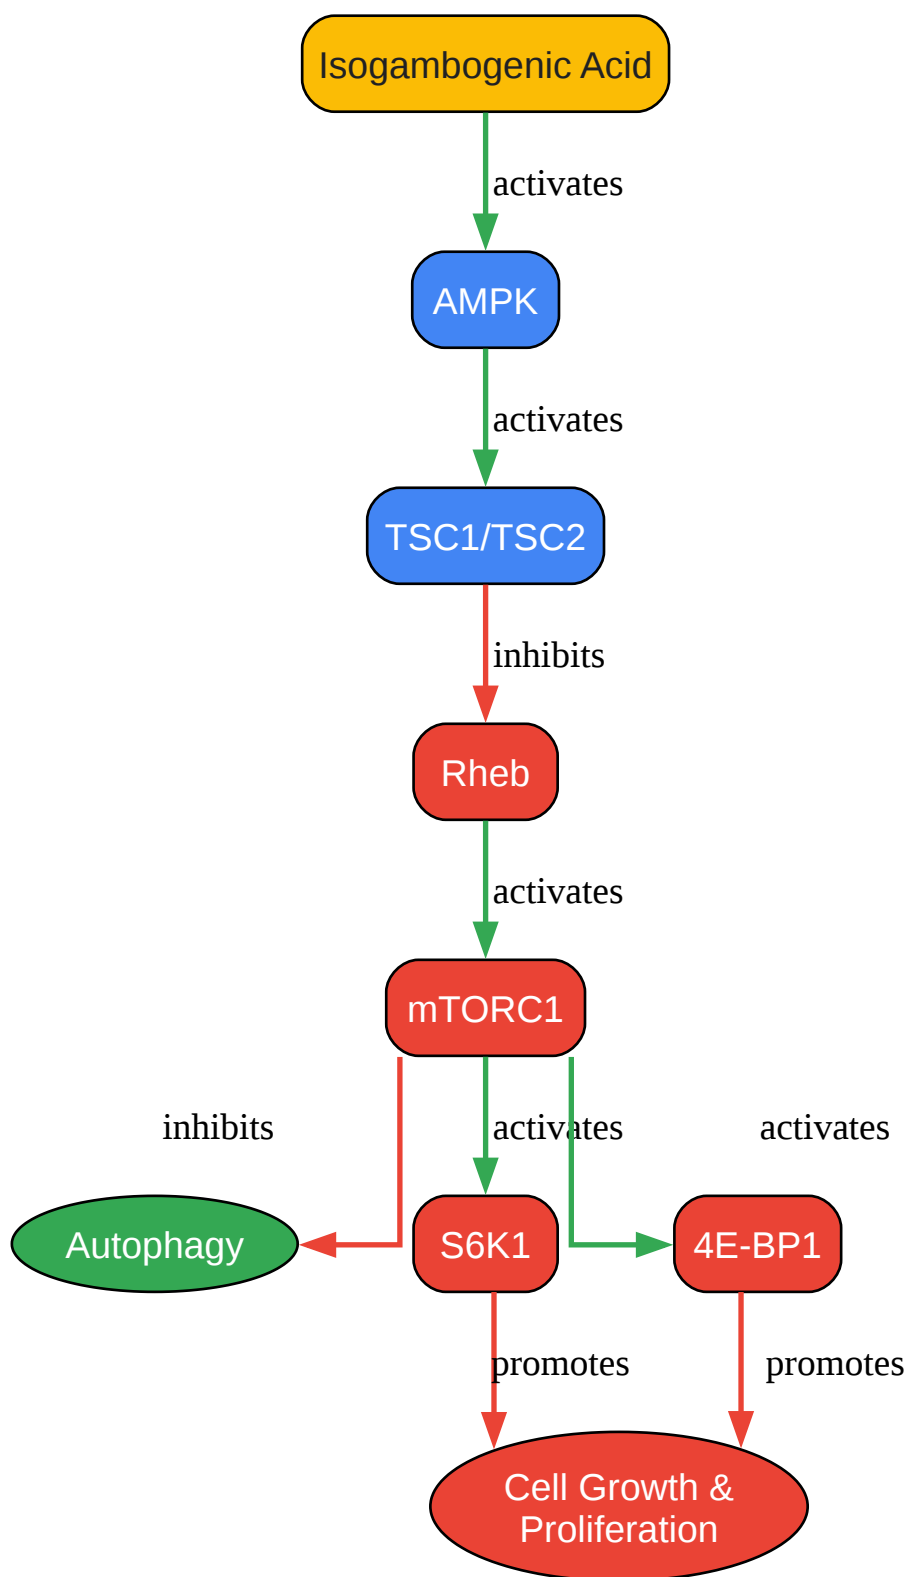 Isogambogenic Acid
activates
AMPK
activates
TSC1/TSC2
inhibits
Rheb
activates
mTORC1
inhibits
activates
activates
Autophagy
S6K1
4E-BP1
promotes
promotes
Cell Growth &
Proliferation